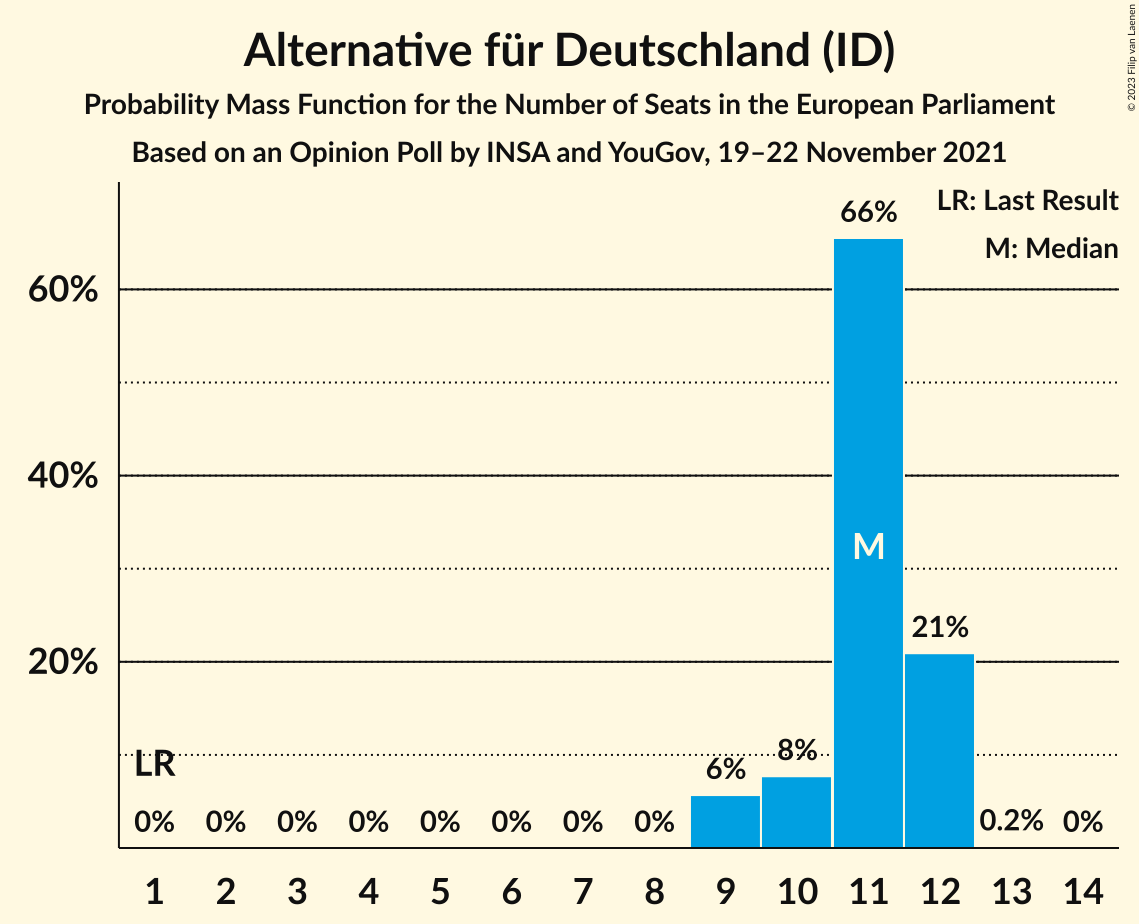 Alternative für Deutschland (ID)
Probability Mass Function for the Number of Seats in the European Parliament
Based on an Opinion Poll by INSA and YouGov, 19–22 November 2021
© 2023 Filip van Laenen
LR: Last Result
M: Median
66%
60%
40%
M
21%
20%
LR
6%
8%
0% 0% 0% 0% 0% 0% 0% 0% 0.2% 0%
1 2 3 4 5 6 7 8 9 10 11 12 13 14